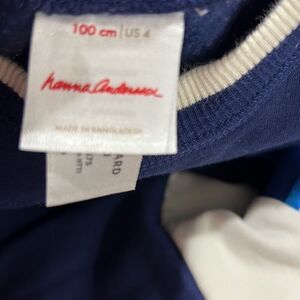 100 cm | US 4
hanna andersson
MADE IN BANGLADESH